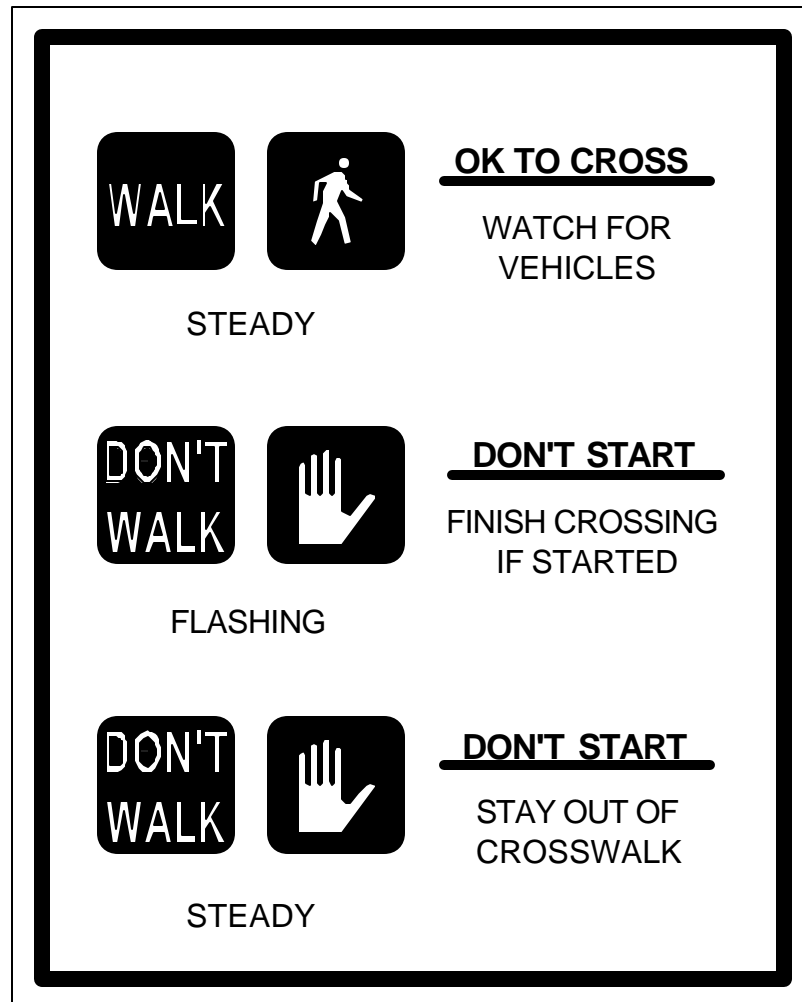 WALK
OK TO CROSS
WATCH FOR
VEHICLES
STEADY
DON'T
WALK
DON'T START
FINISH CROSSING
IF STARTED
FLASHING
DON'T
WALK
DON'T START
STAY OUT OF
CROSSWALK
STEADY